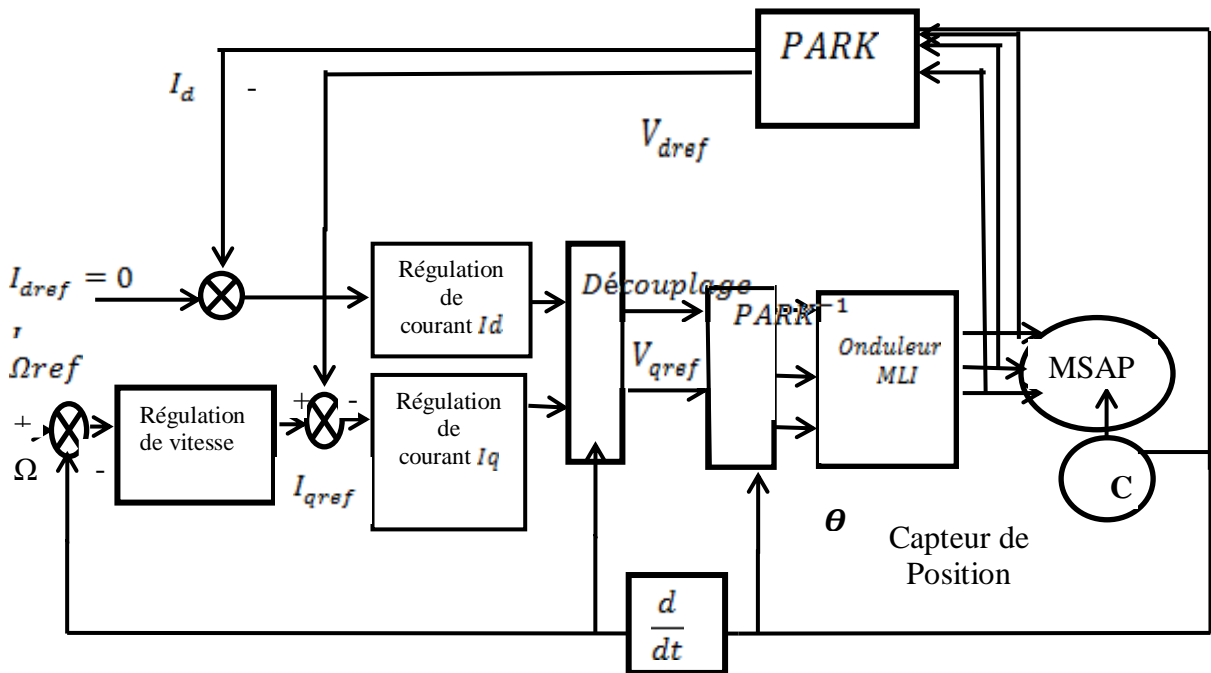 PARK
I_d
-
V_dref
I_dref = 0
Régulation
de
courant Id
Découplage
PARK⁻¹
Onduleur
MLI
MSAP
Ωref
V_qref
+
Régulation
de vitesse
+
-
Régulation
de
courant Iq
Ω
-
I_qref
C
θ
Capteur de
Position
d
dt